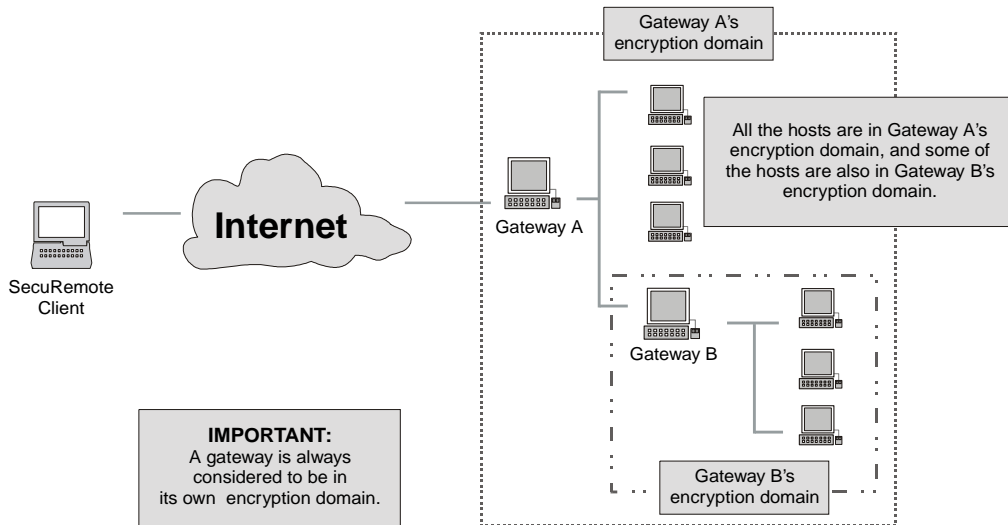 Gateway A's
encryption domain
All the hosts are in Gateway A's
encryption domain, and some of
the hosts are also in Gateway B's
encryption domain.
Internet
Gateway A
SecuRemote
Client
Gateway B
IMPORTANT:
A gateway is always
considered to be in
its own encryption domain.
Gateway B's
encryption domain